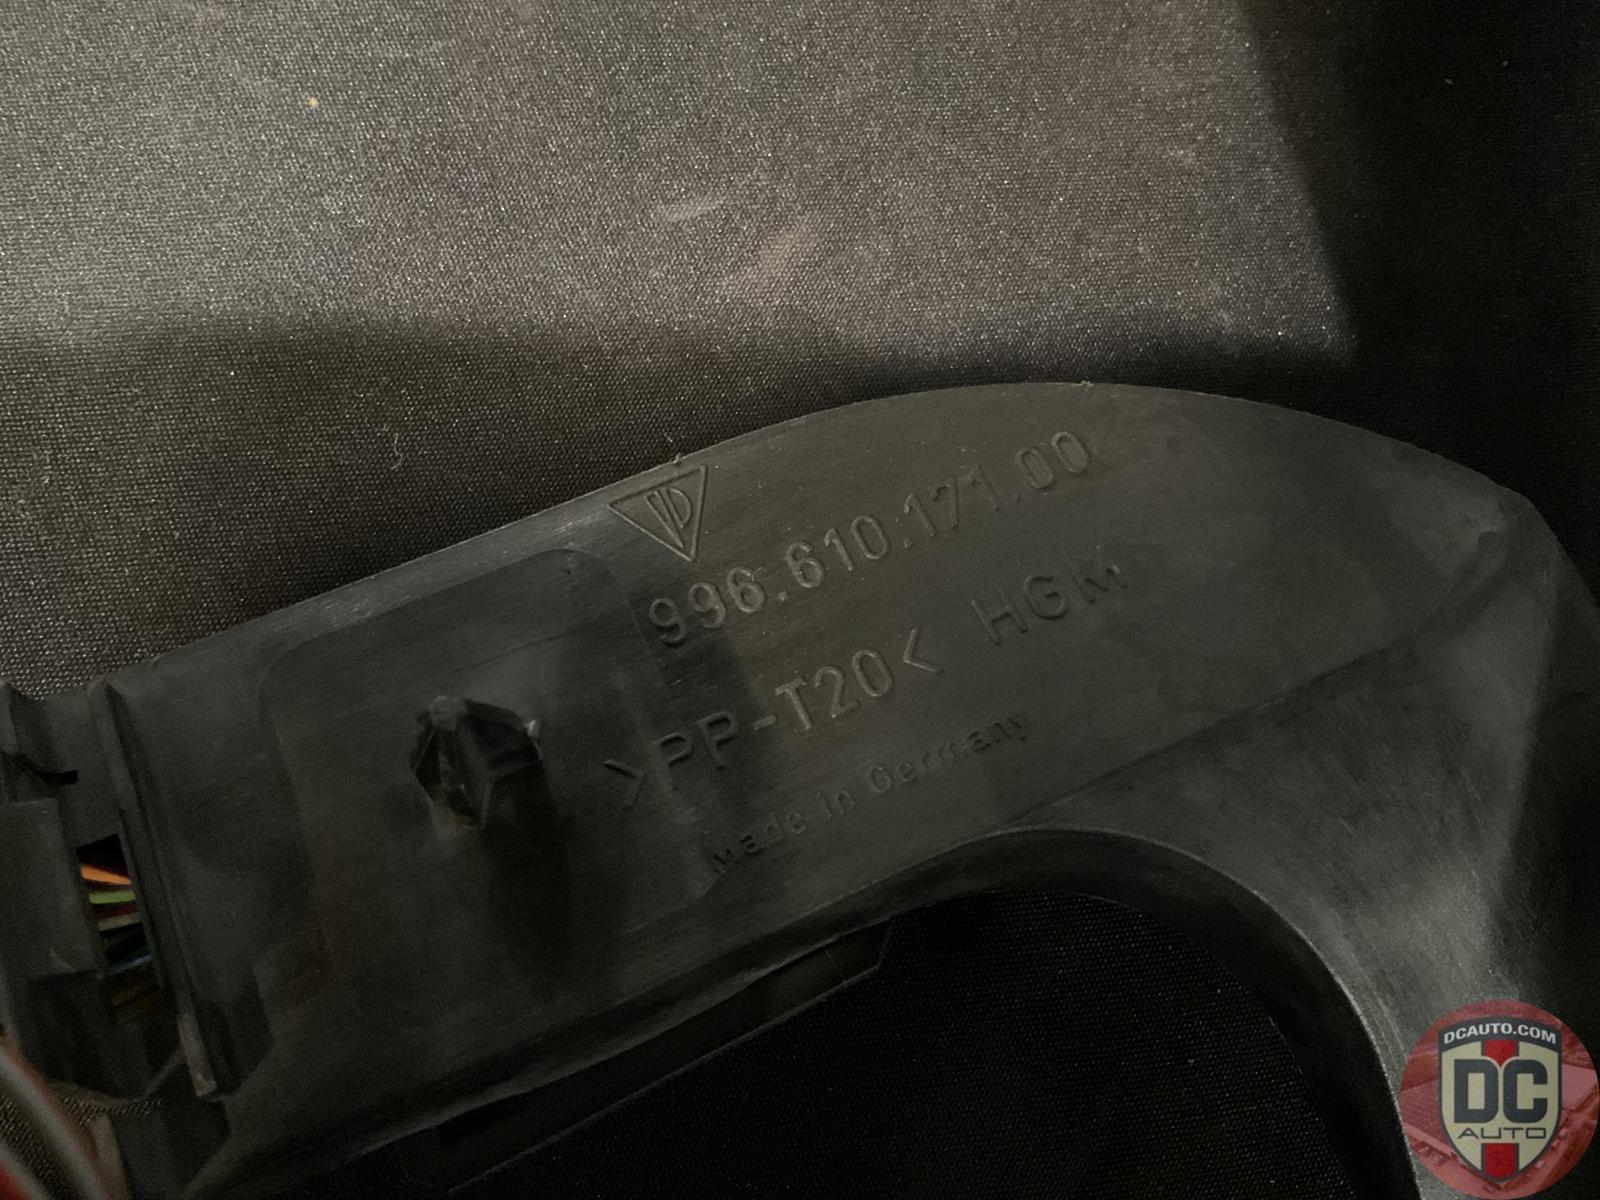 996.610.171.00
>PP-T20< HGM
Made in Germany
DCAUTO.COM
DC
AUTO